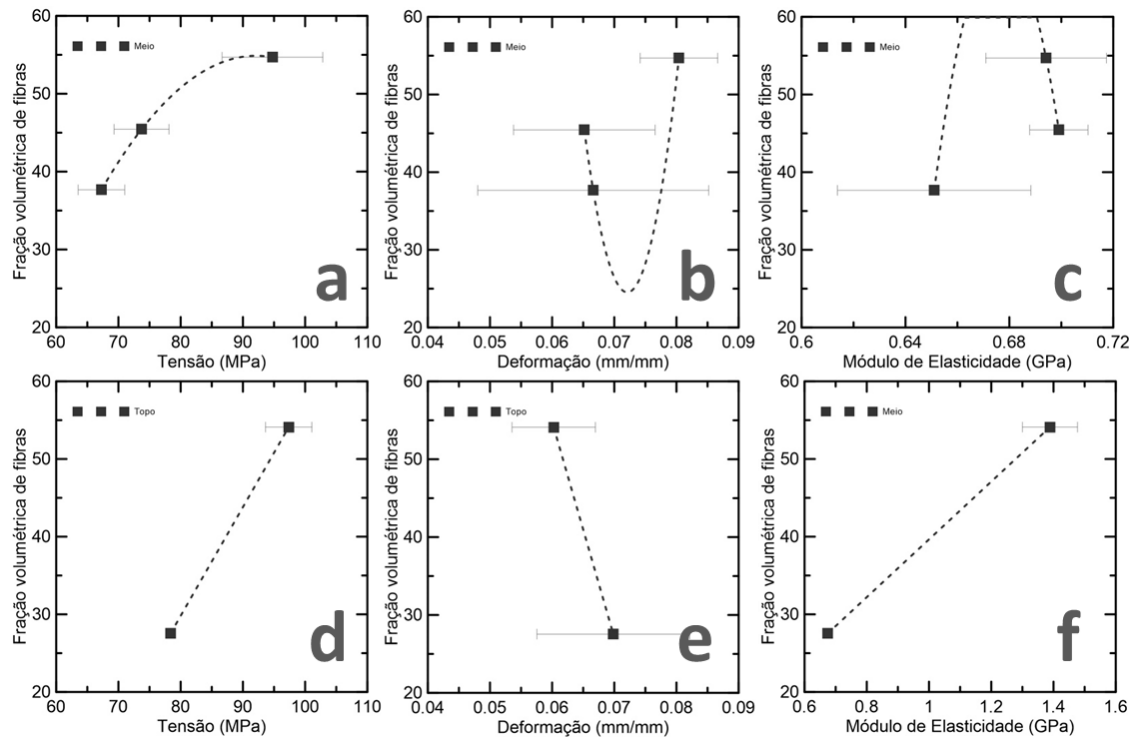 Fração volumétrica de fibras
60
50
40
30
20
Meio
a
60 70 80 90 100 110
Tensão (MPa)
Fração volumétrica de fibras
60
50
40
30
20
Meio
b
0.04 0.05 0.06 0.07 0.08 0.09
Deformação (mm/mm)
Fração volumétrica de fibras
60
50
40
30
20
Meio
c
0.6 0.64 0.68 0.72
Módulo de Elasticidade (GPa)
Fração volumétrica de fibras
60
50
40
30
20
Topo
d
60 70 80 90 100 110
Tensão (MPa)
Fração volumétrica de fibras
60
50
40
30
20
Topo
e
0.04 0.05 0.06 0.07 0.08 0.09
Deformação (mm/mm)
Fração volumétrica de fibras
60
50
40
30
20
Meio
f
0.6 0.8 1 1.2 1.4 1.6
Módulo de Elasticidade (GPa)